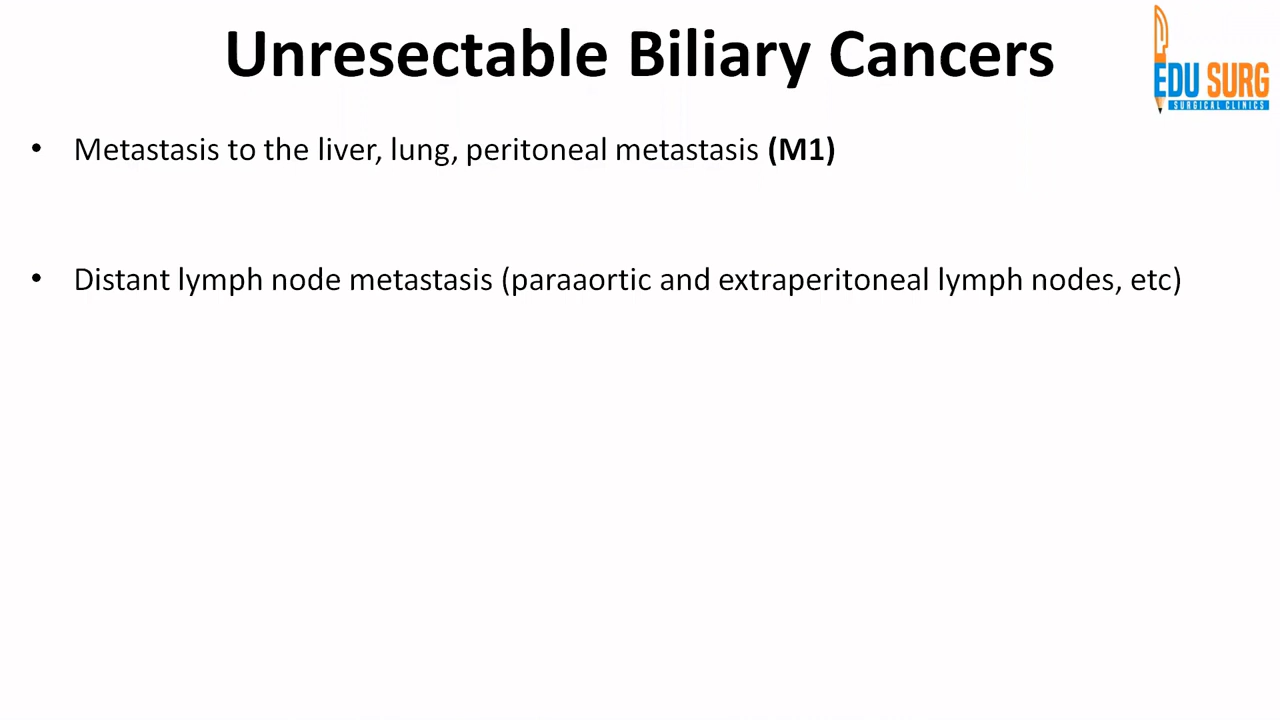 Unresectable Biliary Cancers
EDU SURG
SURGICAL CLINICS
• Metastasis to the liver, lung, peritoneal metastasis (M1)
• Distant lymph node metastasis (paraaortic and extraperitoneal lymph nodes, etc)